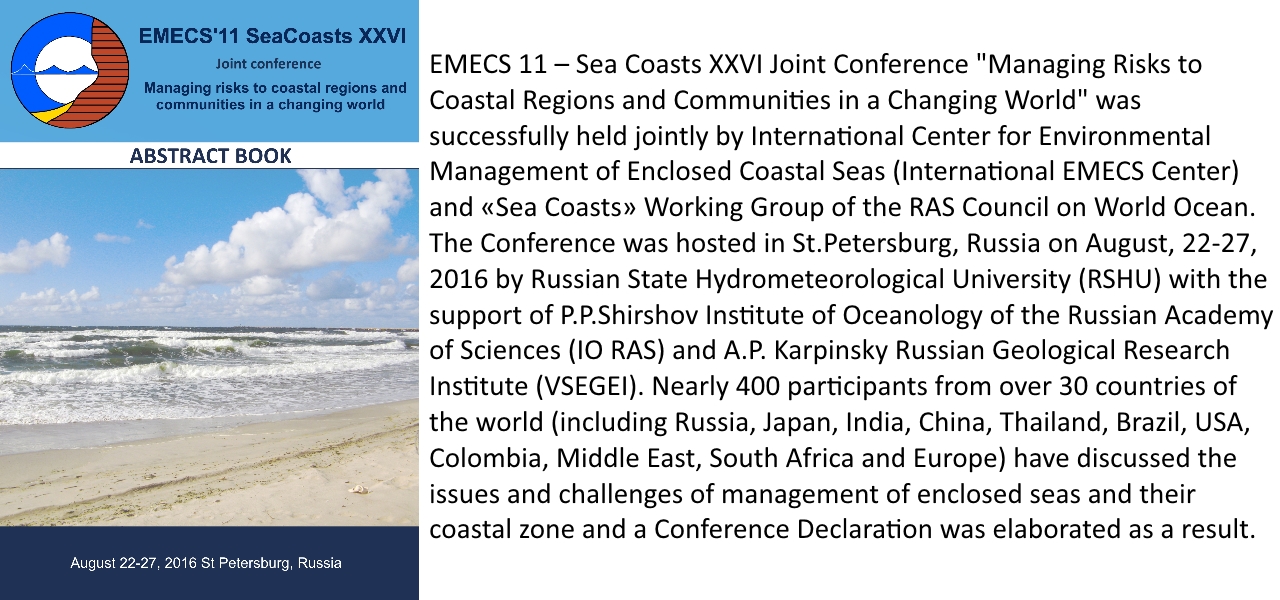 EMECS'11 SeaCoasts XXVI
Joint conference
Managing risks to coastal regions and
communities in a changing world
ABSTRACT BOOK
August 22-27, 2016 St Petersburg, Russia
EMECS 11 – Sea Coasts XXVI Joint Conference "Managing Risks to
Coastal Regions and Communities in a Changing World" was
successfully held jointly by International Center for Environmental
Management of Enclosed Coastal Seas (International EMECS Center)
and «Sea Coasts» Working Group of the RAS Council on World Ocean.
The Conference was hosted in St.Petersburg, Russia on August, 22-27,
2016 by Russian State Hydrometeorological University (RSHU) with the
support of P.P.Shirshov Institute of Oceanology of the Russian Academy
of Sciences (IO RAS) and A.P. Karpinsky Russian Geological Research
Institute (VSEGEI). Nearly 400 participants from over 30 countries of
the world (including Russia, Japan, India, China, Thailand, Brazil, USA,
Colombia, Middle East, South Africa and Europe) have discussed the
issues and challenges of management of enclosed seas and their
coastal zone and a Conference Declaration was elaborated as a result.